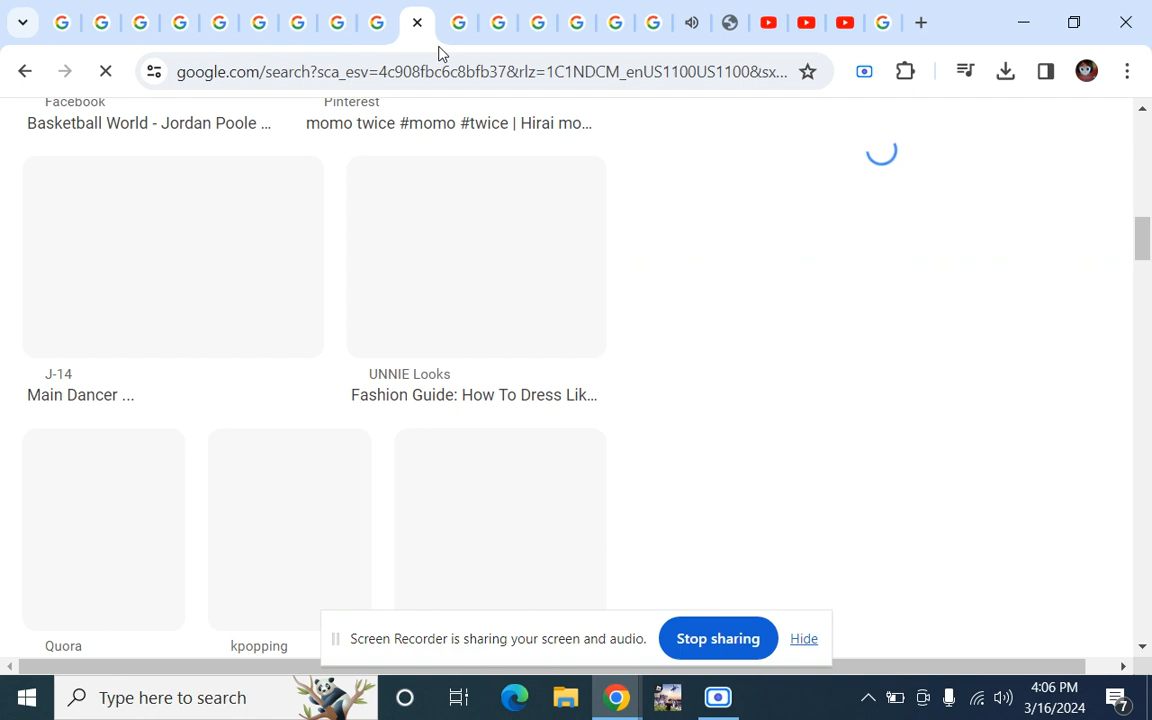 google.com/search?sca_esv=4c908fbc6c8bfb37&rlz=1C1NDCM_enUS1100US1100&sx...
Facebook
Pinterest
Basketball World - Jordan Poole ...
momo twice #momo #twice | Hirai mo...
J-14
UNNIE Looks
Main Dancer ...
Fashion Guide: How To Dress Lik...
Quora
kpopping
Screen Recorder is sharing your screen and audio.
Stop sharing
Hide
Type here to search
4:06 PM
3/16/2024
7